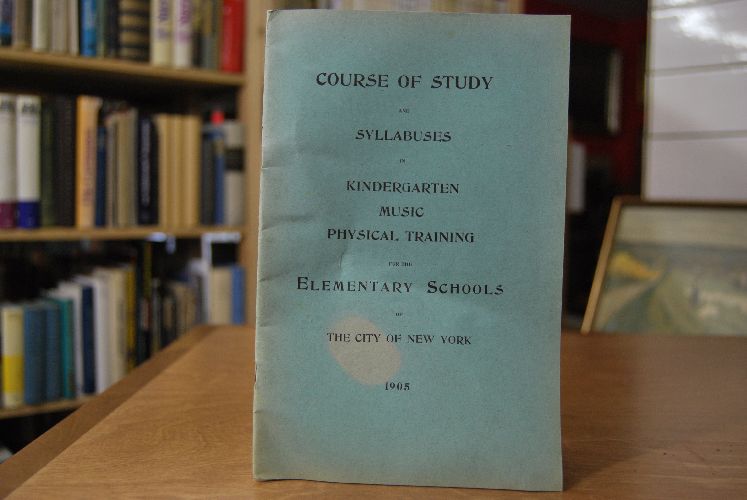 COURSE OF STUDY
AND
SYLLABUSES
IN
KINDERGARTEN
MUSIC
PHYSICAL TRAINING
FOR THE
ELEMENTARY SCHOOLS
OF
THE CITY OF NEW YORK
1905